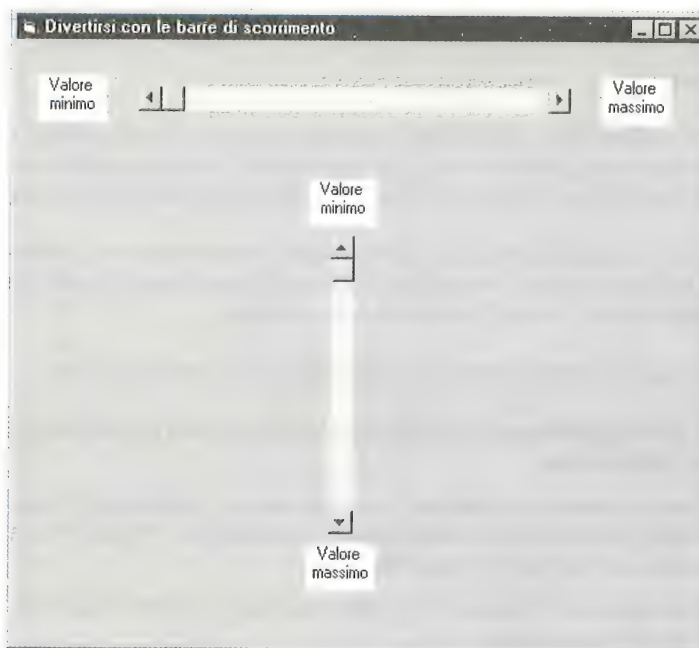 Divertirsi con le barre di scorrimento
Valore
minimo
Valore
massimo
Valore
minimo
Valore
massimo